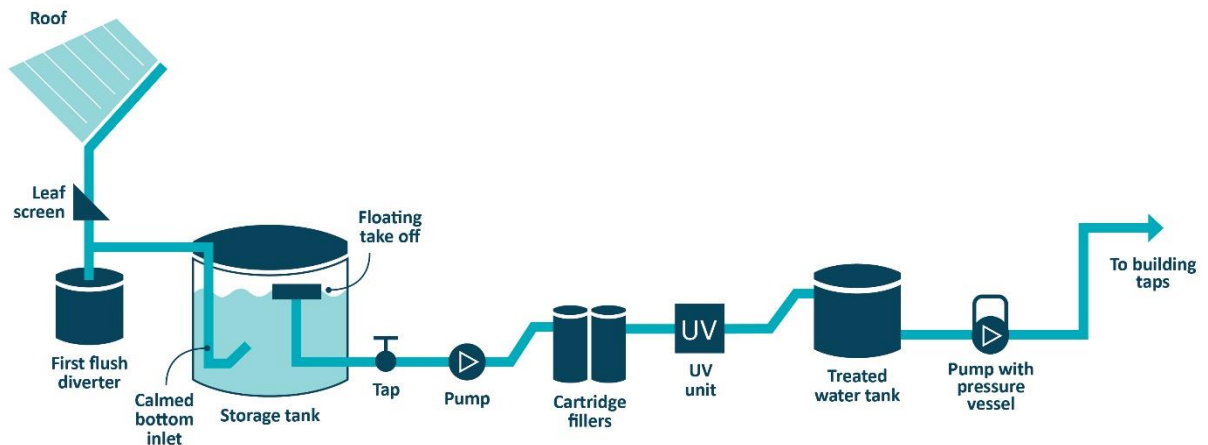 Roof
Leaf
screen
First flush
diverter
Calmed
bottom
inlet
Storage tank
Floating
take off
Tap
Pump
Cartridge
fillers
UV
UV
unit
Treated
water tank
Pump with
pressure
vessel
To building
taps